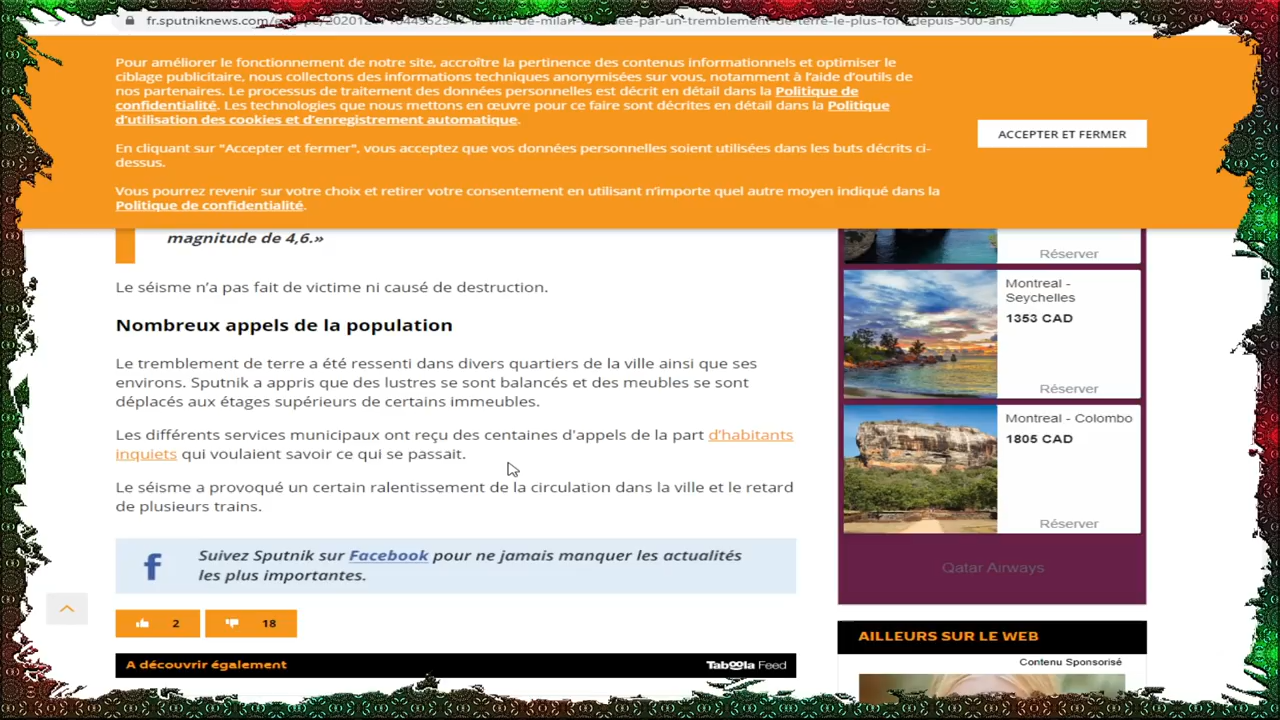 fr.sputniknews.com/
Pour améliorer le fonctionnement de notre site, accroître la pertinence des contenus informationnels et optimiser le
ciblage publicitaire, nous collectons des informations techniques anonymisées sur vous, notamment à l'aide d'outils de
nos partenaires. Le processus de traitement des données personnelles est décrit en détail dans la Politique de
confidentialité. Les technologies que nous mettons en œuvre pour ce faire sont décrites en détail dans la Politique
d'utilisation des cookies et d'enregistrement automatique.
ACCEPTER ET FERMER
En cliquant sur "Accepter et fermer", vous acceptez que vos données personnelles soient utilisées dans les buts décrits ci-
dessus.
Vous pourrez revenir sur votre choix et retirer votre consentement en utilisant n'importe quel autre moyen indiqué dans la
Politique de confidentialité.
magnitude de 4,6.»
Le séisme n'a pas fait de victime ni causé de destruction.
Nombreux appels de la population
Le tremblement de terre a été ressenti dans divers quartiers de la ville ainsi que ses
environs. Sputnik a appris que des lustres se sont balancés et des meubles se sont
déplacés aux étages supérieurs de certains immeubles.
Les différents services municipaux ont reçu des centaines d'appels de la part d'habitants
inquiets qui voulaient savoir ce qui se passait.
Le séisme a provoqué un certain ralentissement de la circulation dans la ville et le retard
de plusieurs trains.
Suivez Sputnik sur Facebook pour ne jamais manquer les actualités
les plus importantes.
2
18
A découvrir également
Taboola Feed
Réserver
Montreal -
Seychelles
1353 CAD
Réserver
Montreal - Colombo
1805 CAD
Réserver
Qatar Airways
AILLEURS SUR LE WEB
Contenu Sponsorisé